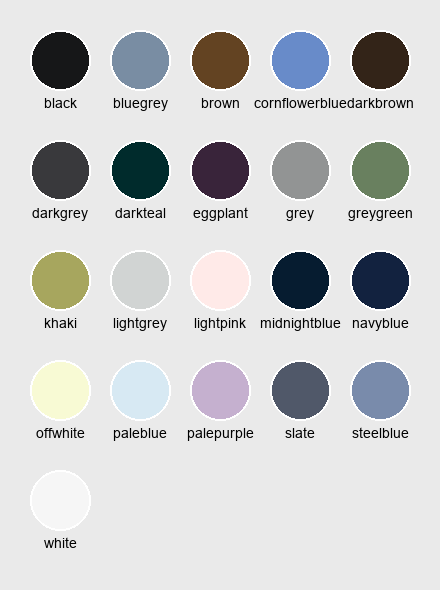 black bluegrey brown cornflowerblue darkbrown
darkgrey darkteal eggplant grey greygreen
khaki lightgrey lightpink midnightblue navyblue
offwhite paleblue palepurple slate steelblue
white